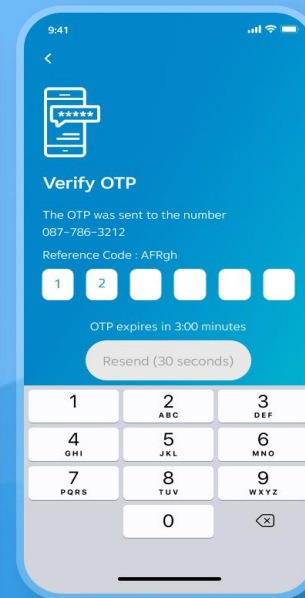 9:41
*****
Verify OTP
The OTP was sent to the number
087-786-3212
Reference Code : AFRgh
1 2
OTP expires in 3:00 minutes
Resend (30 seconds)
1 2 3
ABC DEF
4 5 6
GHI JKL MNO
7 8 9
PQRS TUV WXYZ
0